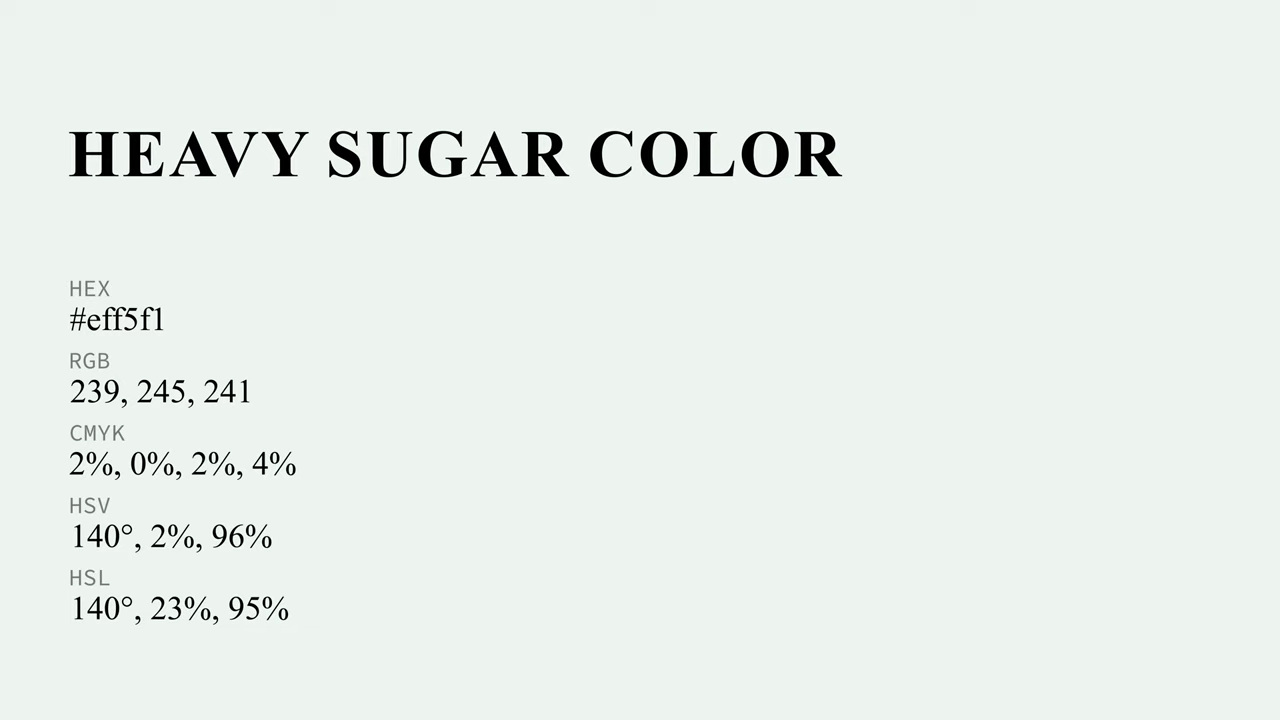 HEAVY SUGAR COLOR
HEX
#eff5f1
RGB
239, 245, 241
CMYK
2%, 0%, 2%, 4%
HSV
140°, 2%, 96%
HSL
140°, 23%, 95%